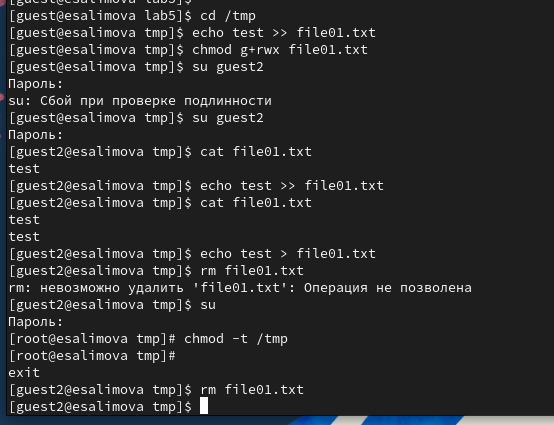 [guest@esalimova lab5]$
[guest@esalimova lab5]$ cd /tmp
[guest@esalimova tmp]$ echo test >> file01.txt
[guest@esalimova tmp]$ chmod g+rwx file01.txt
[guest@esalimova tmp]$ su guest2
Пароль:
su: Сбой при проверке подлинности
[guest@esalimova tmp]$ su guest2
Пароль:
[guest2@esalimova tmp]$ cat file01.txt
test
[guest2@esalimova tmp]$ echo test >> file01.txt
[guest2@esalimova tmp]$ cat file01.txt
test
test
[guest2@esalimova tmp]$ echo test > file01.txt
[guest2@esalimova tmp]$ rm file01.txt
rm: невозможно удалить 'file01.txt': Операция не позволена
[guest2@esalimova tmp]$ su
Пароль:
[root@esalimova tmp]# chmod -t /tmp
[root@esalimova tmp]#
exit
[guest2@esalimova tmp]$ rm file01.txt
[guest2@esalimova tmp]$